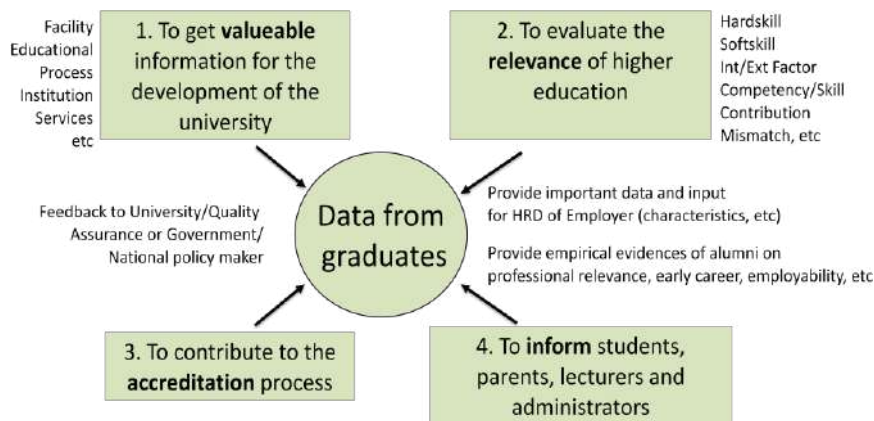 Facility
Educational
Process
Institution
Services
etc
1. To get valueable
information for the
development of the
university
2. To evaluate the
relevance of higher
education
Hardskill
Softskill
Int/Ext Factor
Competency/Skill
Contribution
Mismatch, etc
Feedback to University/Quality
Assurance or Government/
National policy maker
Data from
graduates
Provide important data and input
for HRD of Employer (characteristics, etc)
Provide empirical evidences of alumni on
professional relevance, early career, employability, etc
3. To contribute to the
accreditation process
4. To inform students,
parents, lecturers and
administrators